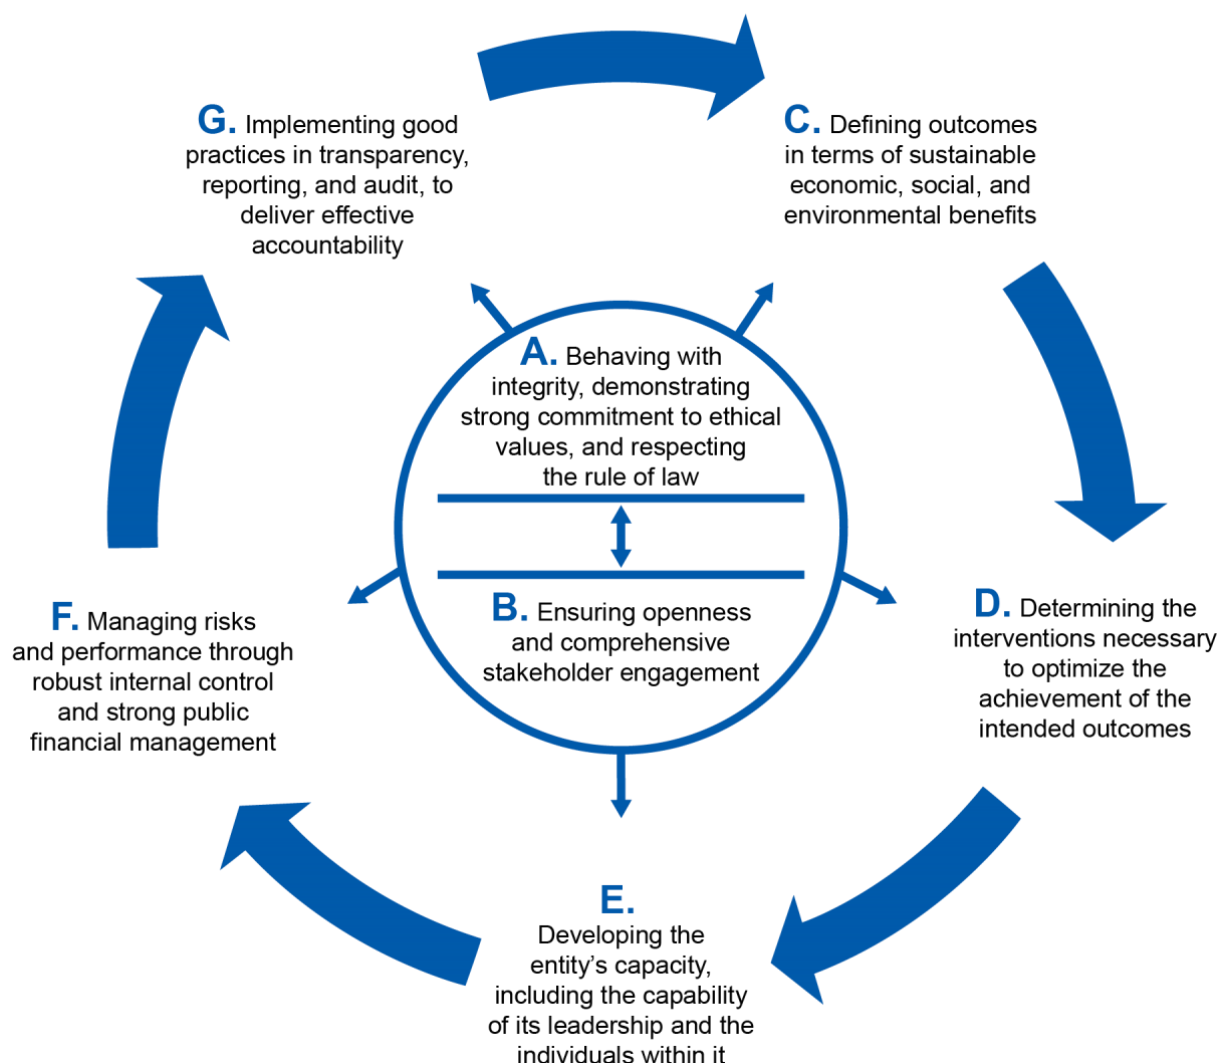 G. Implementing good
practices in transparency,
reporting, and audit, to
deliver effective
accountability
C. Defining outcomes
in terms of sustainable
economic, social, and
environmental benefits
A. Behaving with
integrity, demonstrating
strong commitment to ethical
values, and respecting
the rule of law
B. Ensuring openness
and comprehensive
stakeholder engagement
D. Determining the
interventions necessary
to optimize the
achievement of the
intended outcomes
F. Managing risks
and performance through
robust internal control
and strong public
financial management
E.
Developing the
entity’s capacity,
including the capability
of its leadership and the
individuals within it